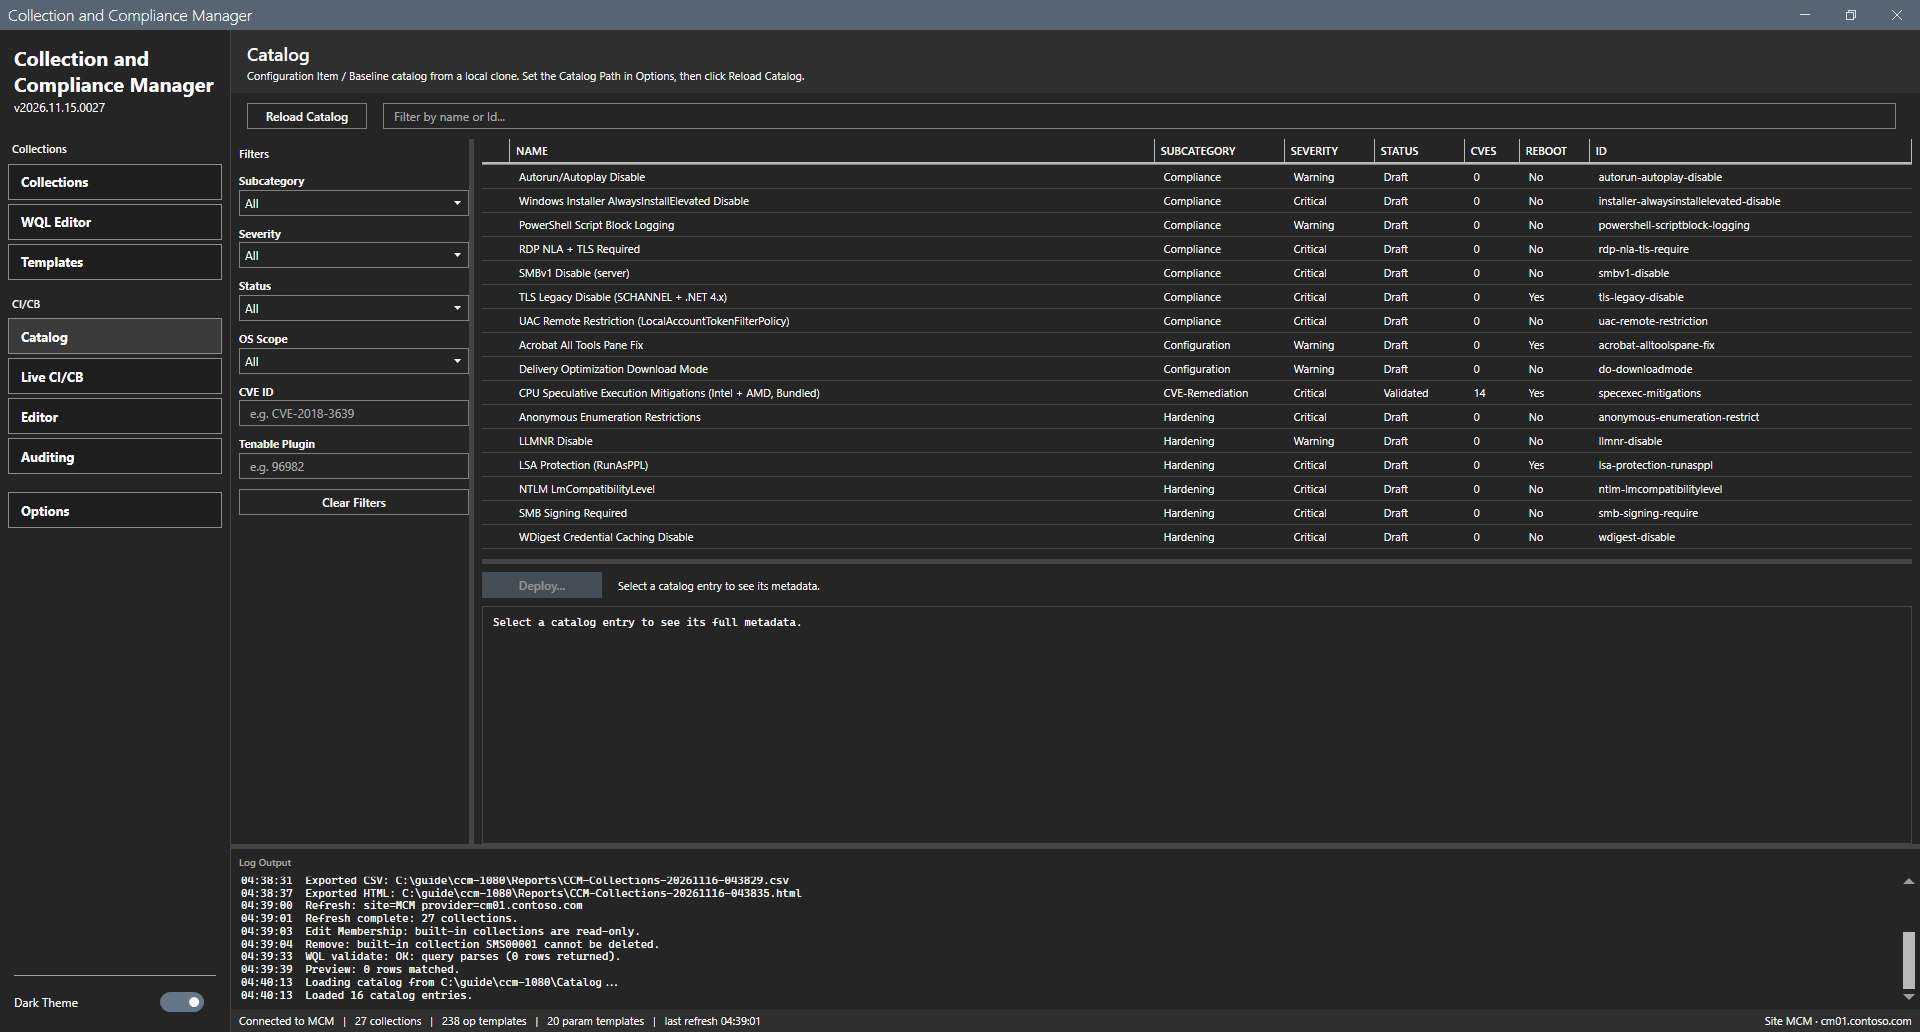 Collection and Compliance Manager
Collection and
Compliance Manager
v2026.11.15.0027
Collections
Collections
WQL Editor
Templates
CI/CB
Catalog
Live CI/CB
Editor
Auditing
Options
Dark Theme
Catalog
Configuration Item / Baseline catalog from a local clone. Set the Catalog Path in Options, then click Reload Catalog.
Reload Catalog
Filter by name or Id...
Filters
Subcategory
All
Severity
All
Status
All
OS Scope
All
CVE ID
e.g. CVE-2018-3639
Tenable Plugin
e.g. 96982
Clear Filters
NAME SUBCATEGORY SEVERITY STATUS CVES REBOOT ID
Autorun/Autoplay Disable Compliance Warning Draft 0 No autorun-autoplay-disable
Windows Installer AlwaysInstallElevated Disable Compliance Critical Draft 0 No installer-alwaysinstallelevated-disable
PowerShell Script Block Logging Compliance Warning Draft 0 No powershell-scriptblock-logging
RDP NLA + TLS Required Compliance Critical Draft 0 No rdp-nla-tls-require
SMBv1 Disable (server) Compliance Critical Draft 0 No smbv1-disable
TLS Legacy Disable (SCHANNEL + .NET 4.x) Compliance Critical Draft 0 Yes tls-legacy-disable
UAC Remote Restriction (LocalAccountTokenFilterPolicy) Compliance Critical Draft 0 No uac-remote-restriction
Acrobat All Tools Pane Fix Configuration Warning Draft 0 Yes acrobat-alltoolspane-fix
Delivery Optimization Download Mode Configuration Warning Draft 0 No do-downloadmode
CPU Speculative Execution Mitigations (Intel + AMD, Bundled) CVE-Remediation Critical Validated 14 Yes specexec-mitigations
Anonymous Enumeration Restrictions Hardening Critical Draft 0 No anonymous-enumeration-restrict
LLMNR Disable Hardening Warning Draft 0 No llmnr-disable
LSA Protection (RunAsPPL) Hardening Critical Draft 0 Yes lsa-protection-runasppl
NTLM LmCompatibilityLevel Hardening Critical Draft 0 No ntlm-lmcompatibilitylevel
SMB Signing Required Hardening Critical Draft 0 No smb-signing-require
WDigest Credential Caching Disable Hardening Critical Draft 0 No wdigest-disable
Deploy... Select a catalog entry to see its metadata.
Select a catalog entry to see its full metadata.
Log Output
04:38:31 Exported CSV: C:\guide\ccm-1080\Reports\CCM-Collections-20261116-043829.csv
04:38:37 Exported HTML: C:\guide\ccm-1080\Reports\CCM-Collections-20261116-043835.html
04:39:00 Refresh: site=MCM provider=cm01.contoso.com
04:39:01 Refresh complete: 27 collections.
04:39:03 Edit Membership: built-in collections are read-only.
04:39:04 Remove: built-in collection SMS00001 cannot be deleted.
04:39:33 WQL validate: OK: query parses (0 rows returned).
04:39:39 Preview: 0 rows matched.
04:40:13 Loading catalog from C:\guide\ccm-1080\Catalog ...
04:40:13 Loaded 16 catalog entries.
Connected to MCM | 27 collections | 238 op templates | 20 param templates | last refresh 04:39:01
Site MCM · cm01.contoso.com